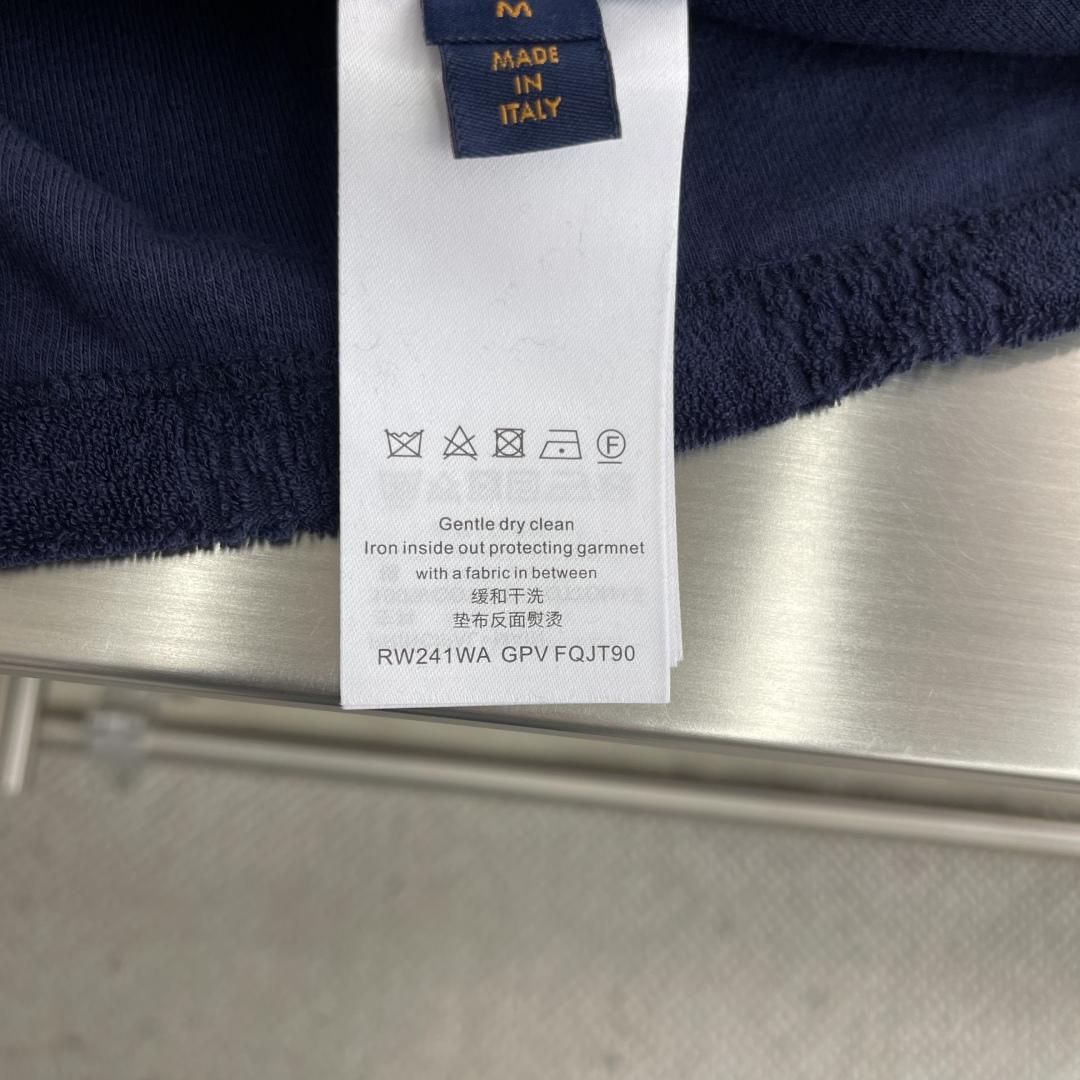 M
MADE
IN
ITALY
F
Gentle dry clean
Iron inside out protecting garmnet
with a fabric in between
缓和干洗
垫布反面熨烫
RW241WA GPV FQJT90